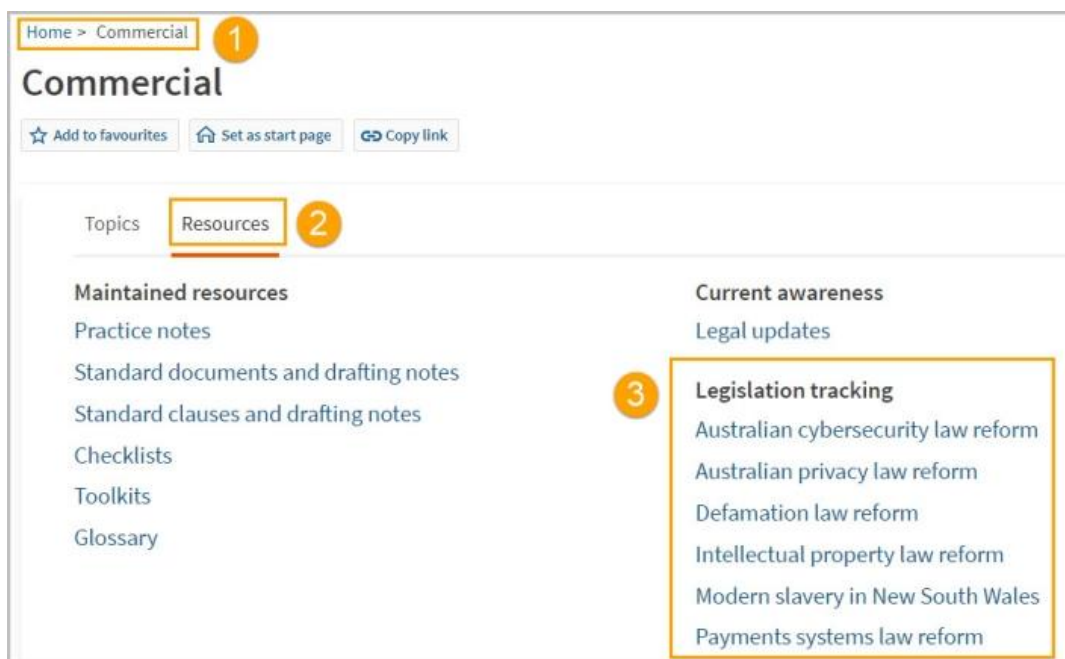 Home > Commercial
1
Commercial
Add to favourites
Set as start page
Copy link
Topics
Resources
2
Maintained resources
Practice notes
Standard documents and drafting notes
Standard clauses and drafting notes
Checklists
Toolkits
Glossary
Current awareness
Legal updates
3
Legislation tracking
Australian cybersecurity law reform
Australian privacy law reform
Defamation law reform
Intellectual property law reform
Modern slavery in New South Wales
Payments systems law reform